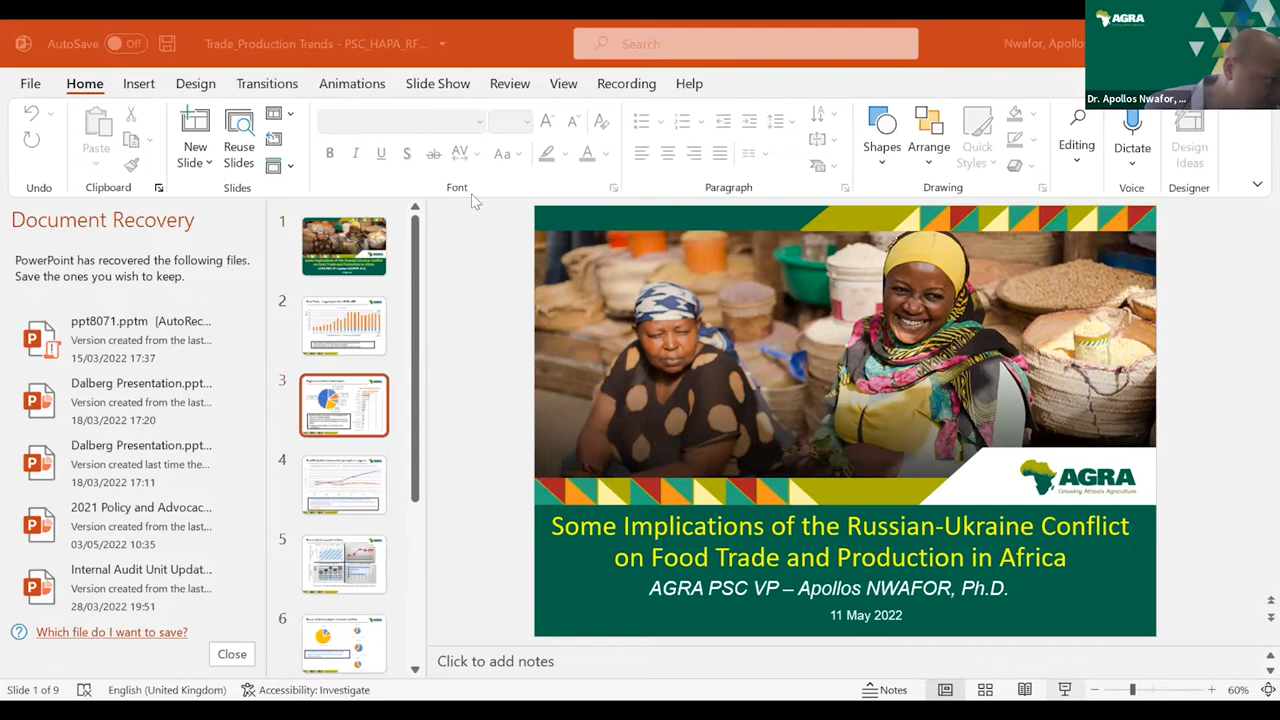 AutoSave
Off
Trade_Production Trends - PSC_HAPA_RF...
Search
Nwafor, Apollo
AGRA
Dr. Apollos Nwafor, ...
File
Home
Insert
Design
Transitions
Animations
Slide Show
Review
View
Recording
Help
Paste
New
Slide
Reuse
Slides
Shapes
Arrange
Quick
Styles
Editing
Dictate
Design
Ideas
Undo
Clipboard
Slides
Font
Paragraph
Drawing
Voice
Designer
Document Recovery
PowerPoint has recovered the following files.
Save the ones you wish to keep.
ppt8071.pptm [AutoRec...
Version created from the last...
15/03/2022 17:37
Dalberg Presentation.ppt...
Version created from the last...
18/03/2022 17:20
Dalberg Presentation.ppt...
Version created last time the...
18/03/2022 17:11
2021 Policy and Advocac...
Version created from the last...
03/05/2022 10:35
Internal Audit Unit Updat...
Version created from the last...
28/03/2022 19:51
Which file do I want to save?
Close
1
2
3
4
5
6
AGRA
Growing Africa's Agriculture
Some Implications of the Russian-Ukraine Conflict
on Food Trade and Production in Africa
AGRA PSC VP – Apollos NWAFOR, Ph.D.
11 May 2022
Click to add notes
Slide 1 of 9
English (United Kingdom)
Accessibility: Investigate
Notes
60%